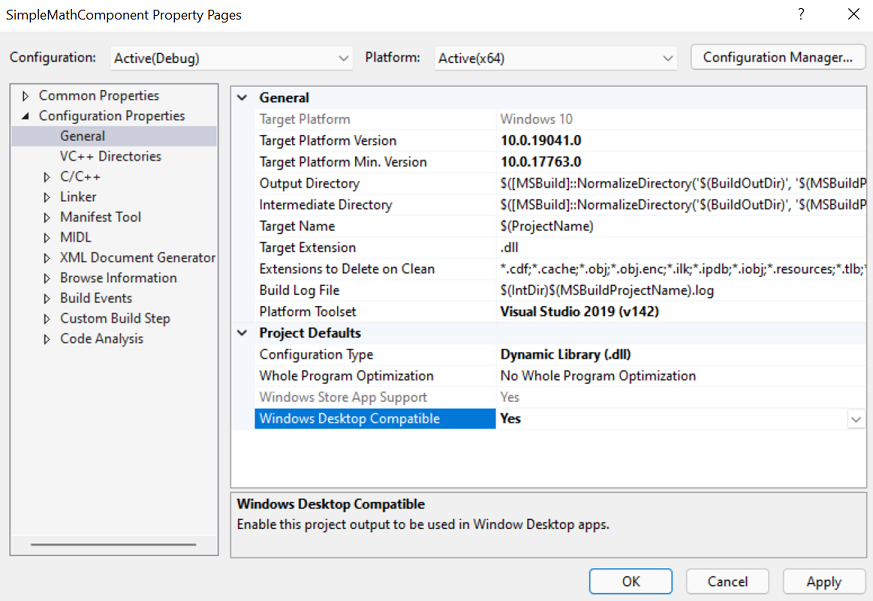 SimpleMathComponent Property Pages
Configuration: Active(Debug) Platform: Active(x64) Configuration Manager...
Common Properties
Configuration Properties
General
VC++ Directories
C/C++
Linker
Manifest Tool
MIDL
XML Document Generator
Browse Information
Build Events
Custom Build Step
Code Analysis
General
Target Platform Windows 10
Target Platform Version 10.0.19041.0
Target Platform Min. Version 10.0.17763.0
Output Directory $([MSBuild]::NormalizeDirectory('$(BuildOutDir)', '$(MSBuildP
Intermediate Directory $([MSBuild]::NormalizeDirectory('$(BuildOutDir)', '$(MSBuildP
Target Name $(ProjectName)
Target Extension .dll
Extensions to Delete on Clean *.cdf;*.cache;*.obj;*.obj.enc;*.ilk;*.ipdb;*.iobj;*.resources;*.tlb;*
Build Log File $(IntDir)$(MSBuildProjectName).log
Platform Toolset Visual Studio 2019 (v142)
Project Defaults
Configuration Type Dynamic Library (.dll)
Whole Program Optimization No Whole Program Optimization
Windows Store App Support Yes
Windows Desktop Compatible Yes
Windows Desktop Compatible
Enable this project output to be used in Window Desktop apps.
OK Cancel Apply